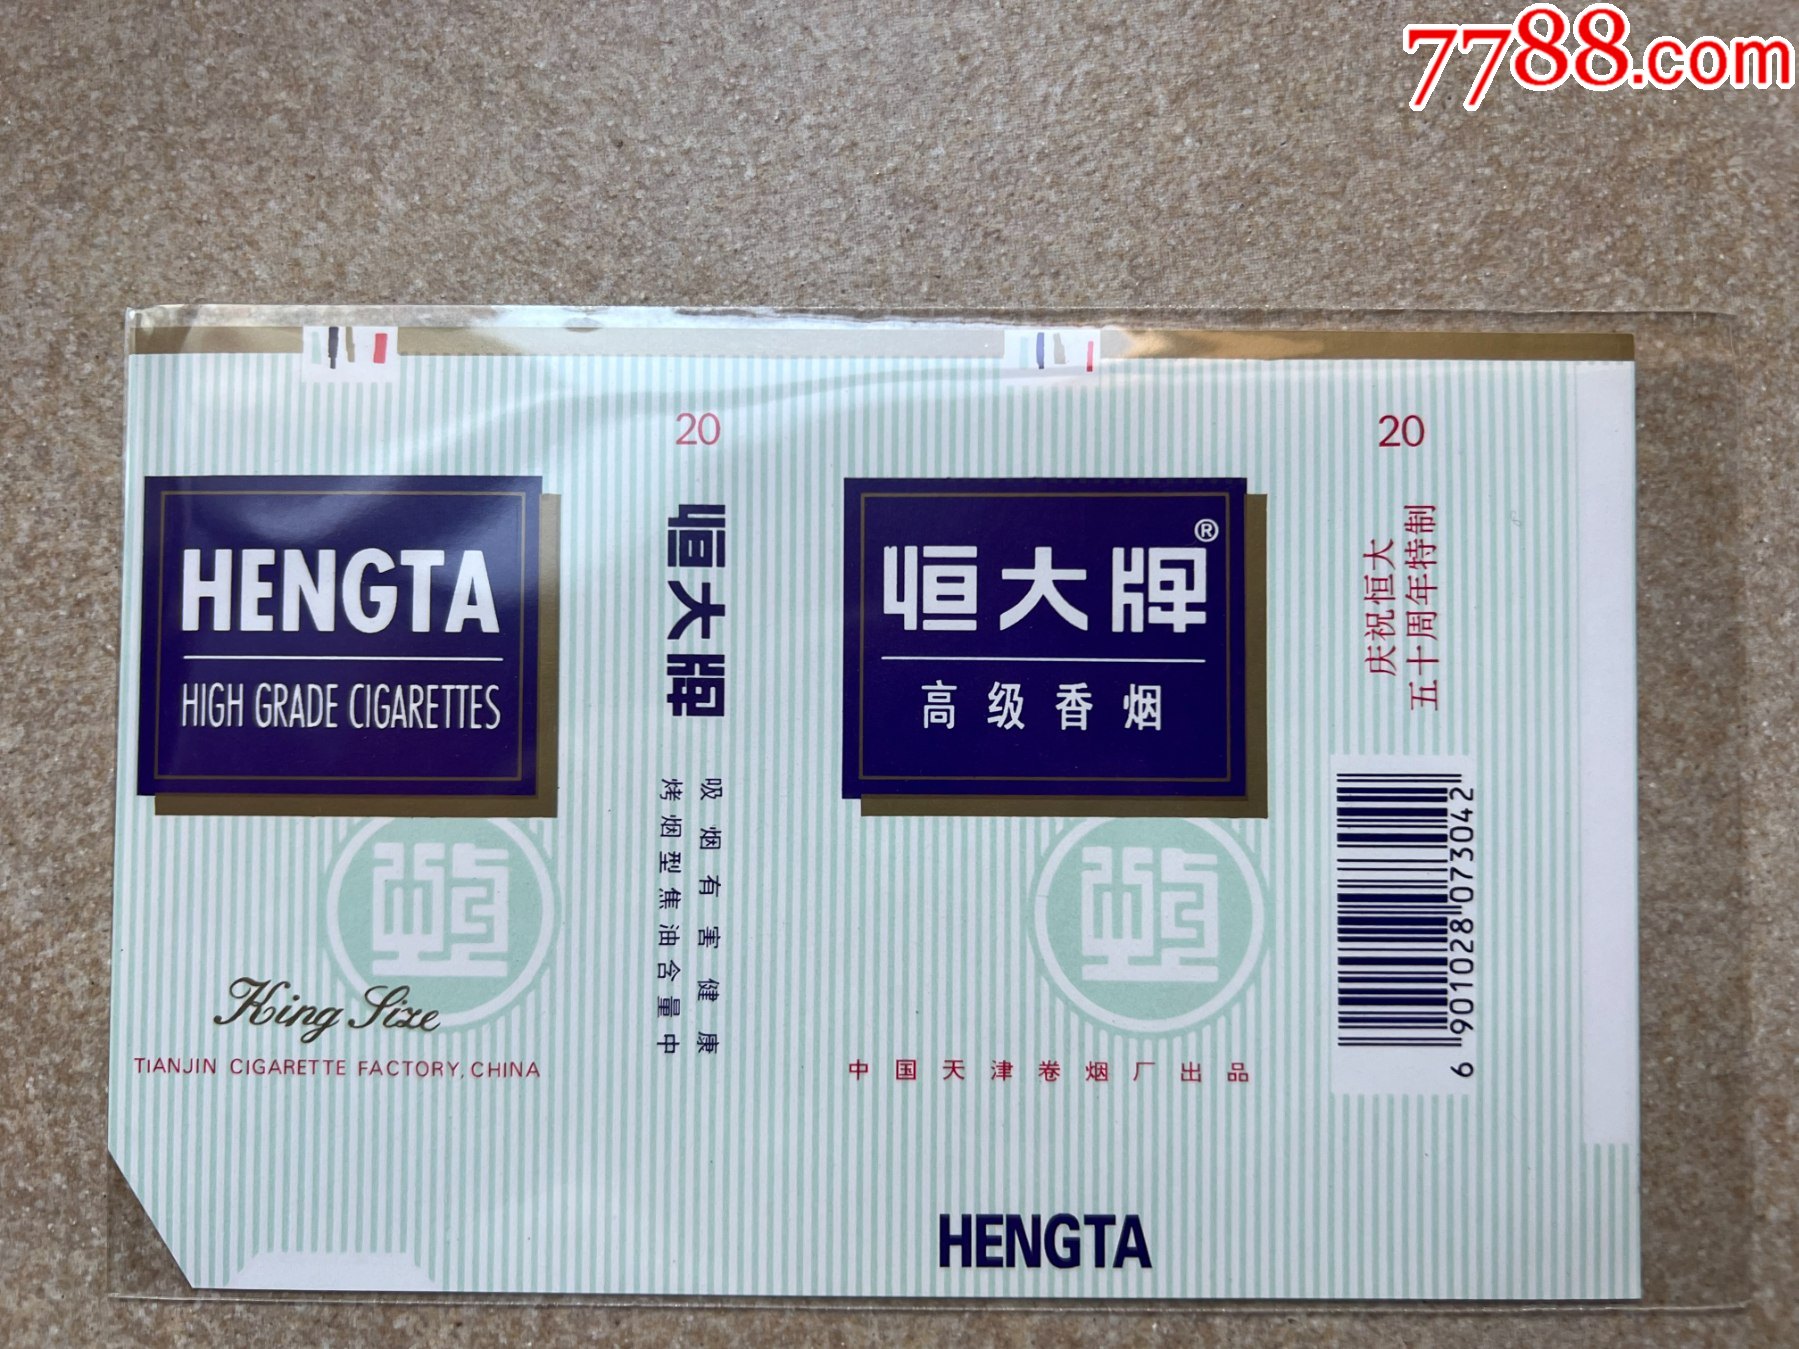 7788.com
HENGTA
HIGH GRADE CIGARETTES
King Size
TIANJIN CIGARETTE FACTORY, CHINA
20
恒大牌
吸烟有害健康
烤烟型焦油含量中
恒大牌®
高级香烟
中国天津卷烟厂出品
HENGTA
20
庆祝恒大
五十周年特制
6 901028 073042